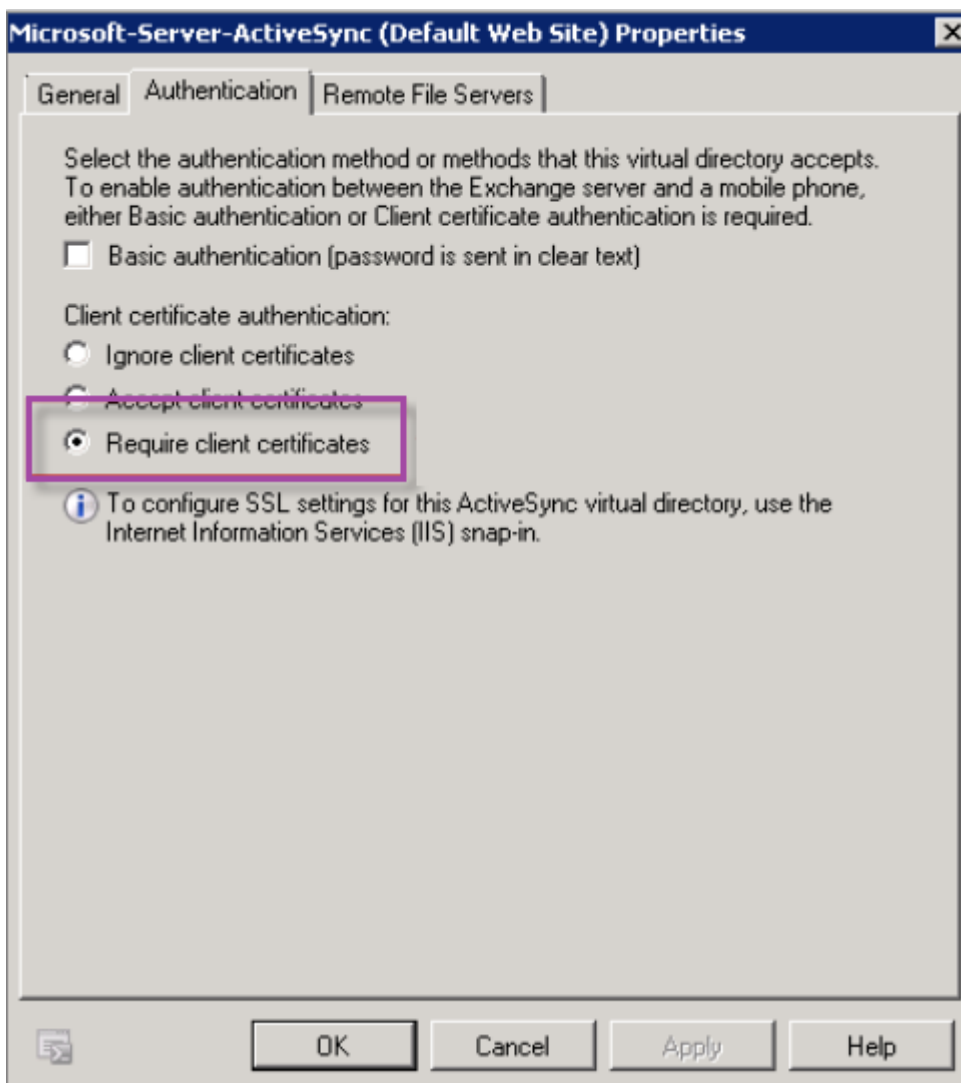 Microsoft-Server-ActiveSync (Default Web Site) Properties
General Authentication Remote File Servers
Select the authentication method or methods that this virtual directory accepts.
To enable authentication between the Exchange server and a mobile phone,
either Basic authentication or Client certificate authentication is required.
Basic authentication (password is sent in clear text)
Client certificate authentication:
Ignore client certificates
Accept client certificates
Require client certificates
To configure SSL settings for this ActiveSync virtual directory, use the
Internet Information Services (IIS) snap-in.
OK Cancel Apply Help